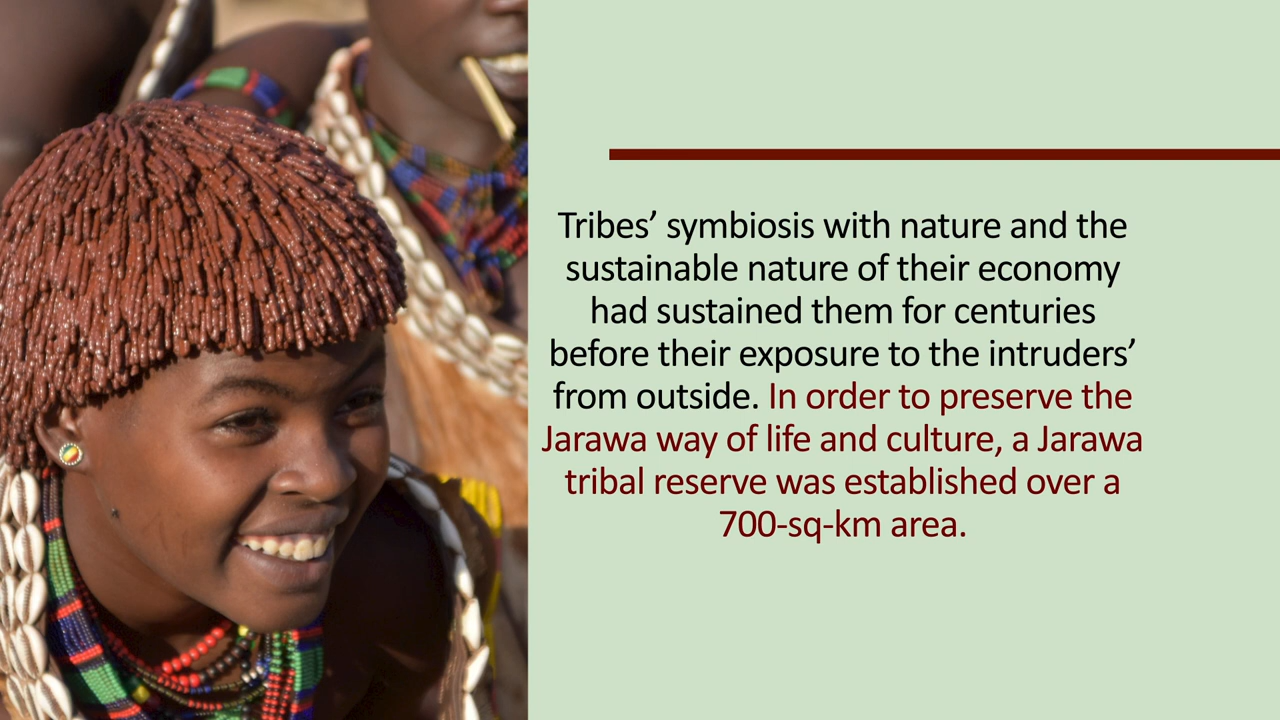 Tribes’ symbiosis with nature and the
sustainable nature of their economy
had sustained them for centuries
before their exposure to the intruders’
from outside. In order to preserve the
Jarawa way of life and culture, a Jarawa
tribal reserve was established over a
700-sq-km area.